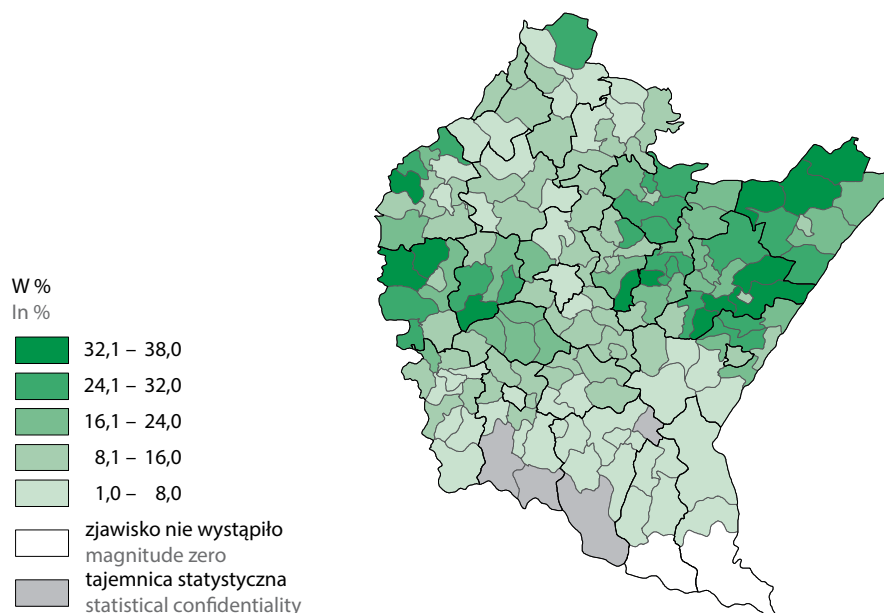 W %
In %
32,1 – 38,0
24,1 – 32,0
16,1 – 24,0
8,1 – 16,0
1,0 – 8,0
zjawisko nie wystąpiło
magnitude zero
tajemnica statystyczna
statistical confidentiality